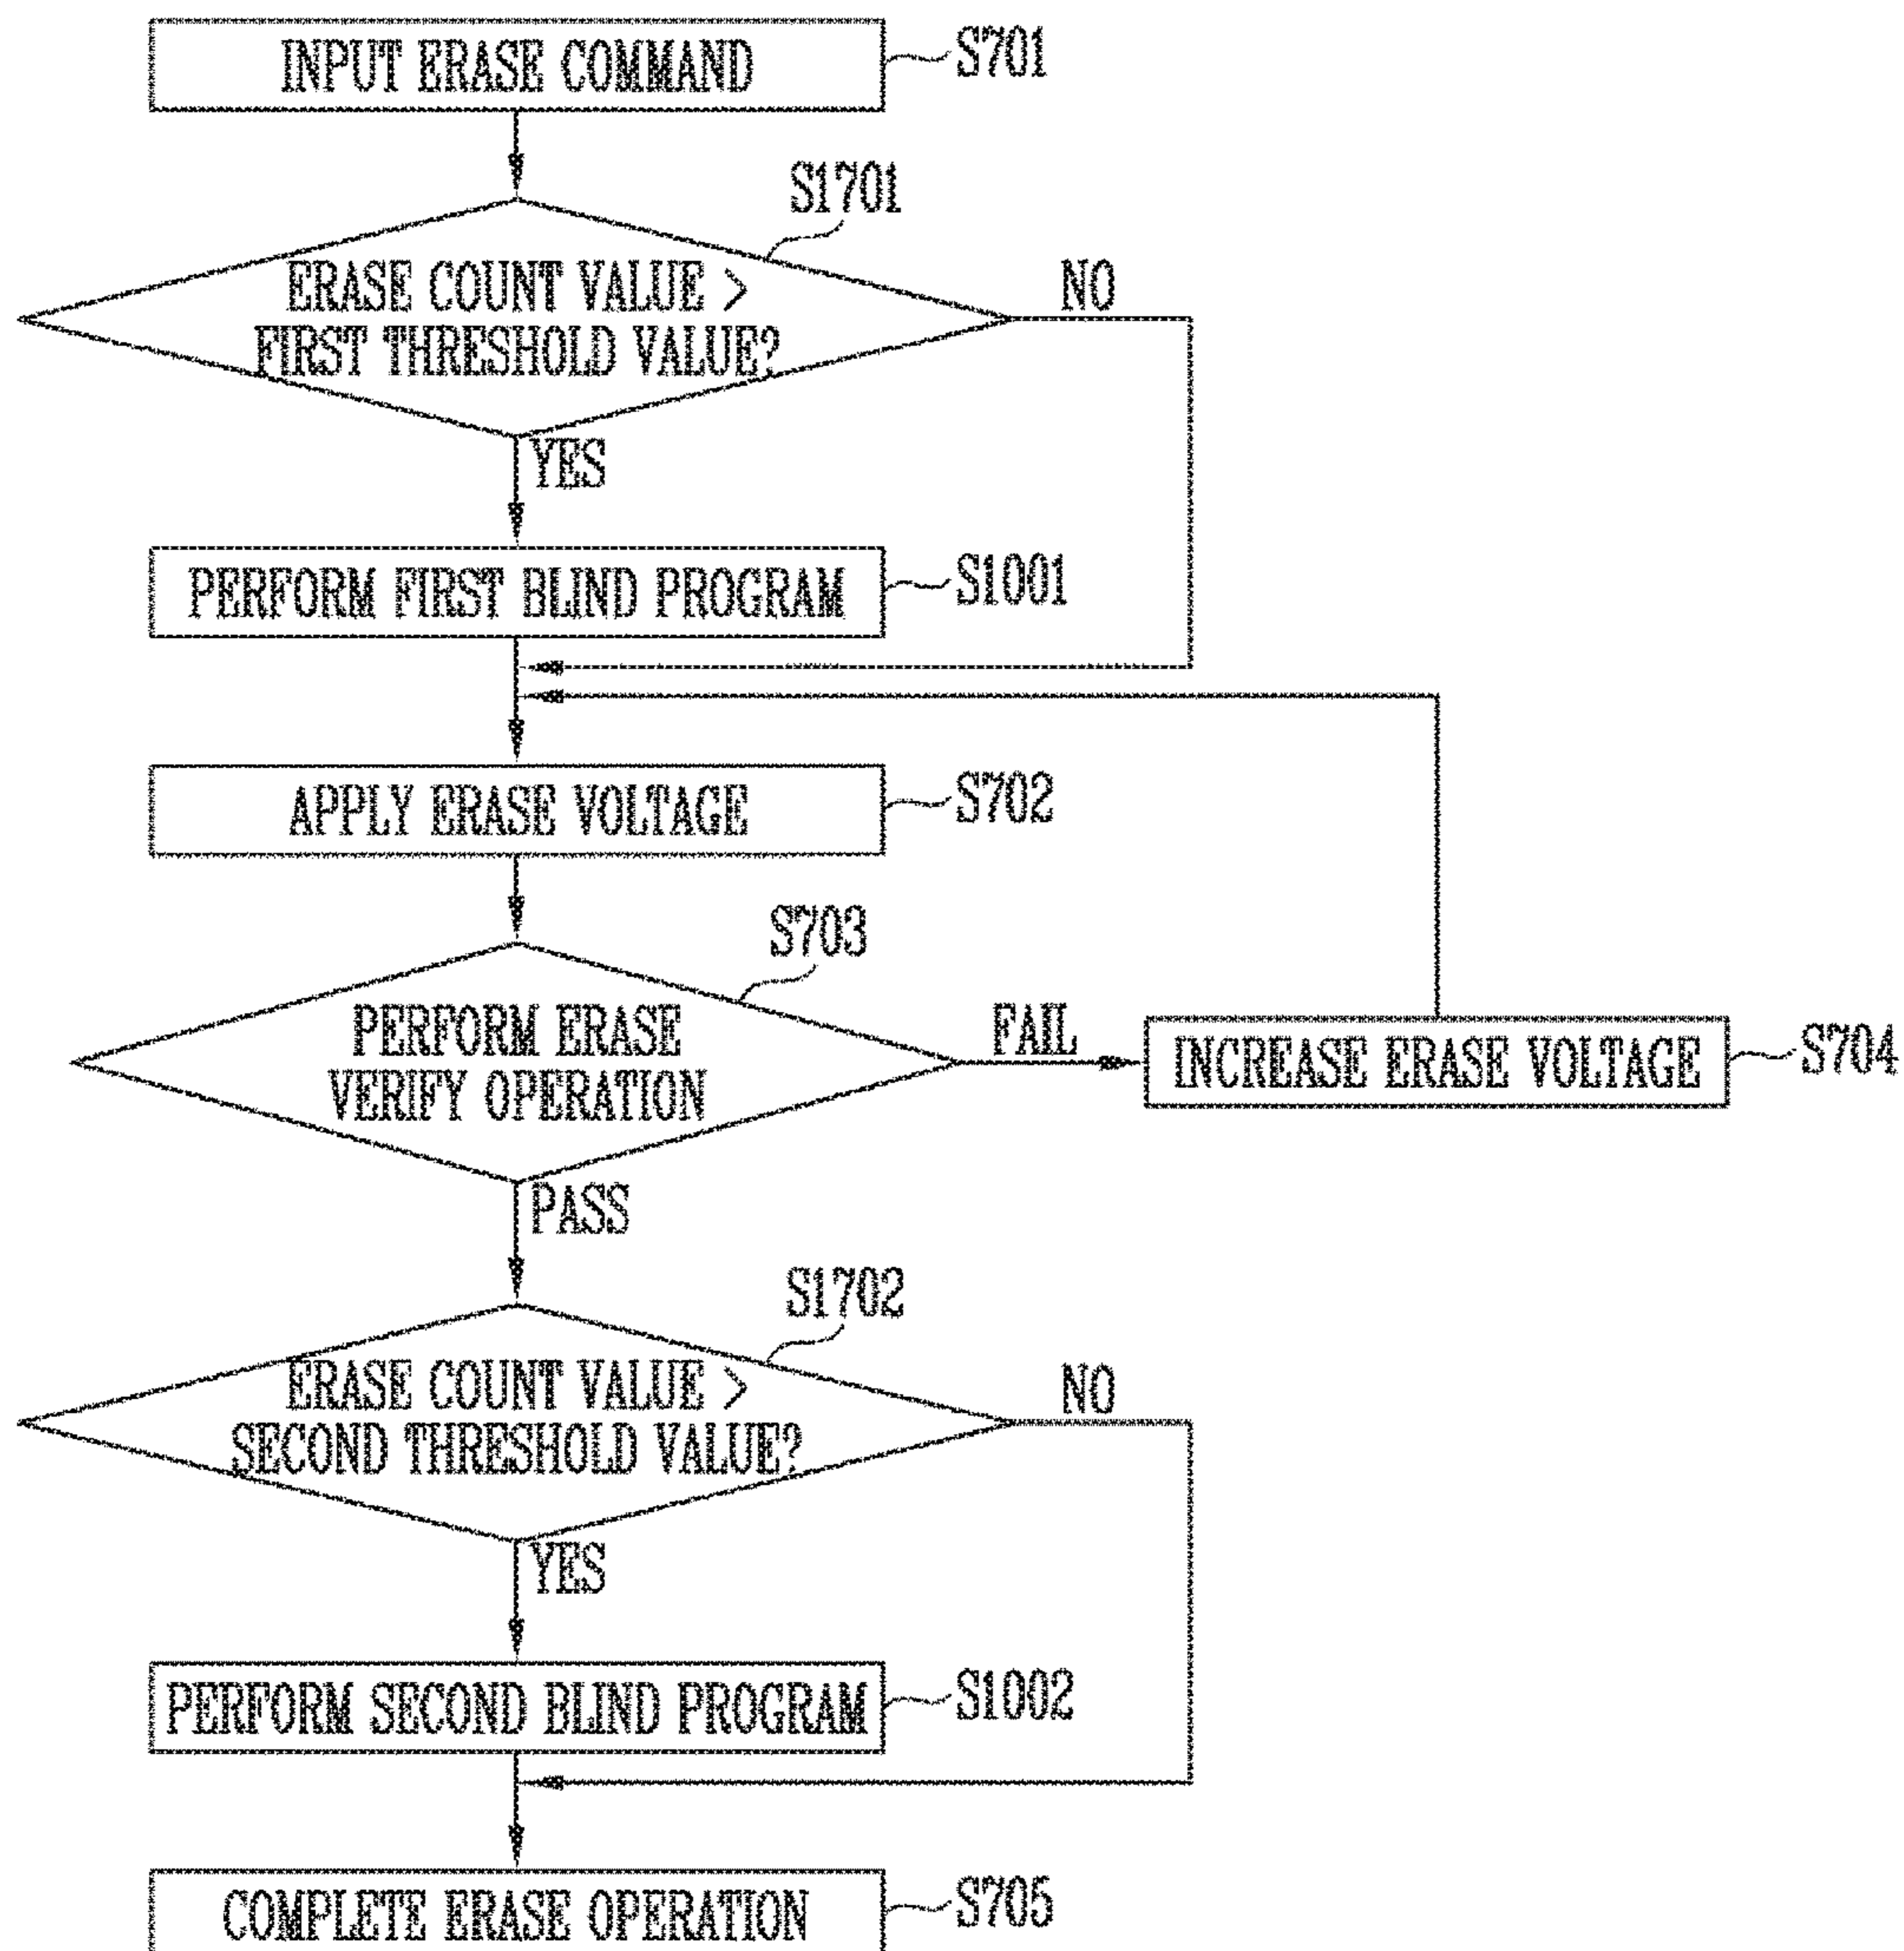 INPUT ERASE COMMAND
S701
S1701
ERASE COUNT VALUE >
FIRST THRESHOLD VALUE?
NO
YES
PERFORM FIRST BLIND PROGRAM
S1001
APPLY ERASE VOLTAGE
S702
S703
PERFORM ERASE
VERIFY OPERATION
FAIL
INCREASE ERASE VOLTAGE
S704
PASS
S1702
ERASE COUNT VALUE >
SECOND THRESHOLD VALUE?
NO
YES
PERFORM SECOND BLIND PROGRAM
S1002
COMPLETE ERASE OPERATION
S705